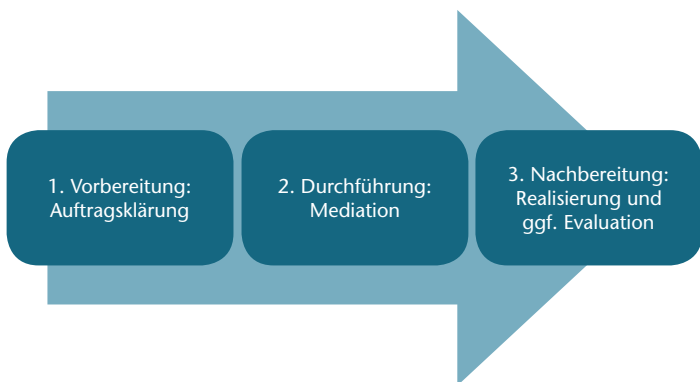 1. Vorbereitung:
Auftragsklärung
2. Durchführung:
Mediation
3. Nachbereitung:
Realisierung und
ggf. Evaluation